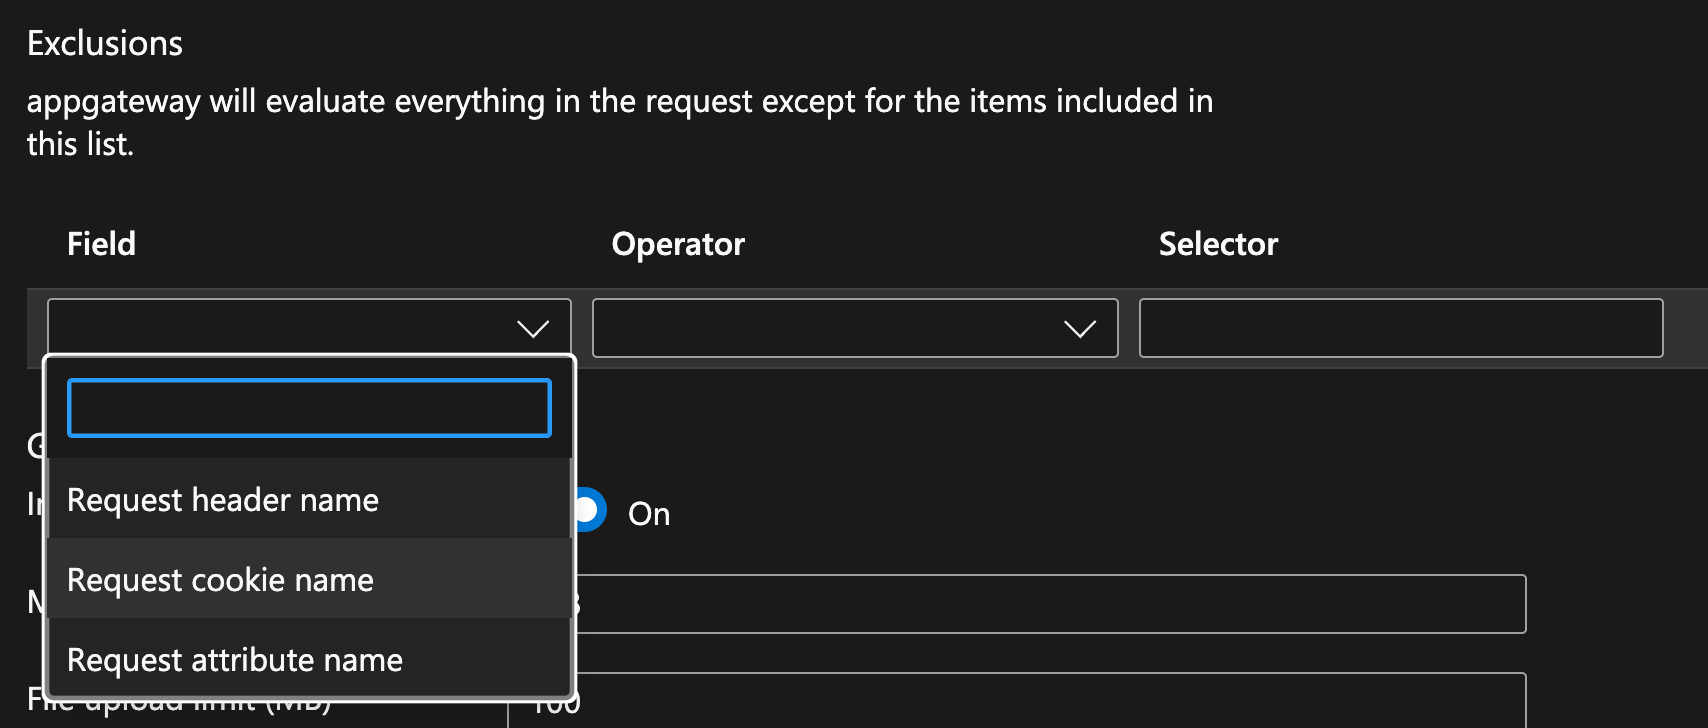 Exclusions
appgateway will evaluate everything in the request except for the items included in
this list.
Field Operator Selector
Request header name
On
Request cookie name
Request attribute name
File upload limit (MB) 100